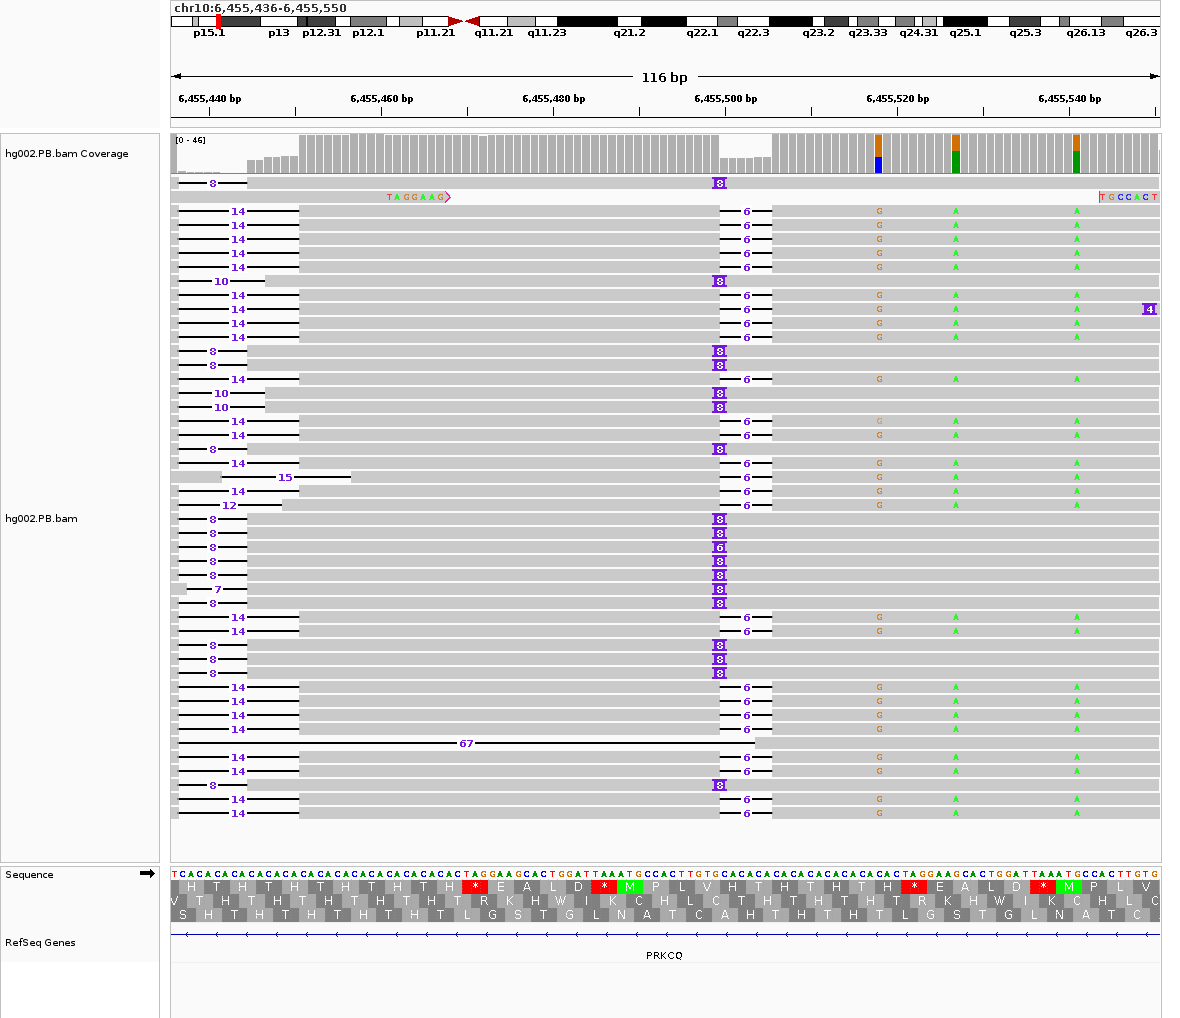 chr10:6,455,436-6,455,550
p15.1 p13 p12.31 p12.1 p11.21 q11.21 q11.23 q21.2 q22.1 q22.3 q23.2 q23.33 q24.31 q25.1 q25.3 q26.13 q26.3
116 bp
6,455,440 bp 6,455,460 bp 6,455,480 bp 6,455,500 bp 6,455,520 bp 6,455,540 bp
hg002.PB.bam Coverage
[0 - 46]
8 8
TAGGAAG TGCCACT
14 6 G A A
14 6 G A A
14 6 G A A
14 6 G A A
14 6 G A A
10 8
14 6 G A A
14 6 G A A 4
14 6 G A A
14 6 G A A
8 8
8 8
14 6 G A A
10 8
10 8
14 6 G A A
14 6 G A A
8 8
14 6 G A A
15 6 G A A
14 6 G A A
12 6 G A A
hg002.PB.bam
8 8
8 8
8 6
8 8
8 8
7 8
8 8
14 6 G A A
14 6 G A A
8 8
8 8
8 8
14 6 G A A
14 6 G A A
14 6 G A A
14 6 G A A
67
14 6 G A A
14 6 G A A
8 8
14 6 G A A
14 6 G A A
Sequence
TCACACACACACACACACACACACACACACACACTAGGAAGCACTGGATTAAATGCCACTTGTGCACACACACACACACACACACTAGGAAGCACTGGATTAAATGCCACTTGTG
H T H T H T H T H T H * E A L D * M P L V H T H T H T H * E A L D * M P L V
V T H T H T H T H T H T R K H W I K C H L C T H T H T H T R K H W I K C H L C
S H T H T H T H T H T L G S T G L N A T C A H T H T H T L G S T G L N A T C
RefSeq Genes
PRKCQ